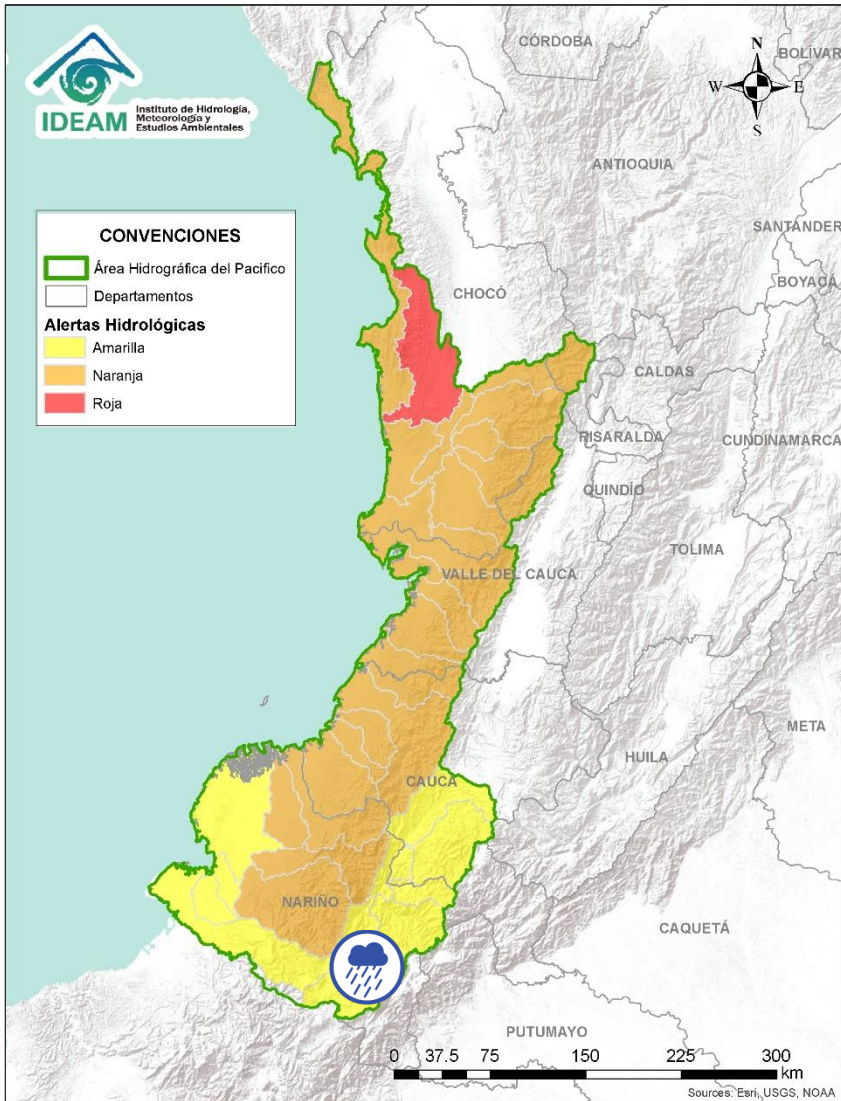 IDEAM
Instituto de Hidrología,
Meteorología y
Estudios Ambientales
CONVENCIONES
Área Hidrográfica del Pacifico
Departamentos
Alertas Hidrológicas
Amarilla
Naranja
Roja
N
W
E
S
CÓRDOBA
BOLÍVAR
ANTIOQUIA
SANTANDER
BOYACÁ
CHOCÓ
CALDAS
RISARALDA
CUNDINAMARCA
QUINDÍO
TOLIMA
VALLE DEL CAUCA
META
HUILA
CAUCA
NARIÑO
CAQUETÁ
PUTUMAYO
0 37.5 75 150 225 300
km
Sources: Esri, USGS, NOAA